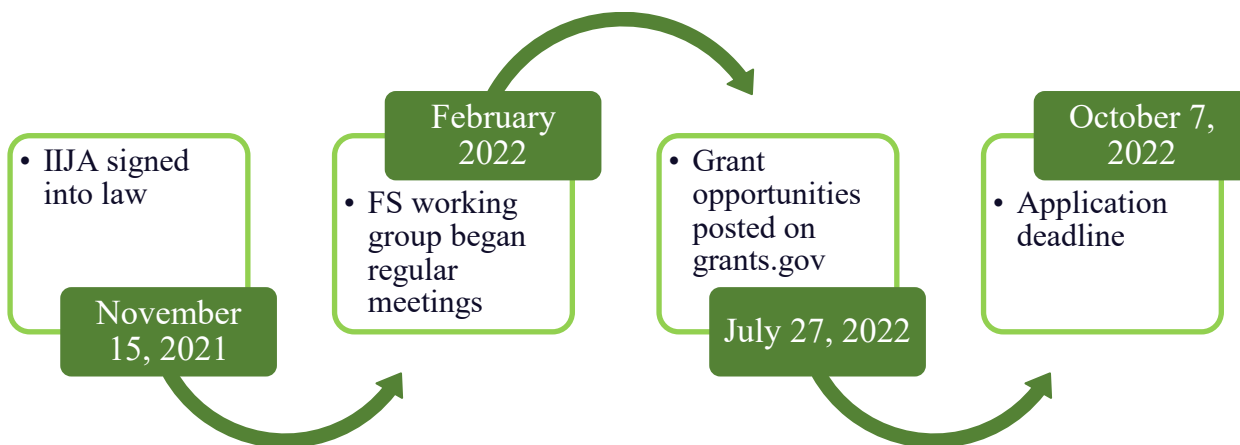 • IIJA signed
into law
November
15, 2021
February
2022
• FS working
group began
regular
meetings
• Grant
opportunities
posted on
grants.gov
July 27, 2022
October 7,
2022
• Application
deadline